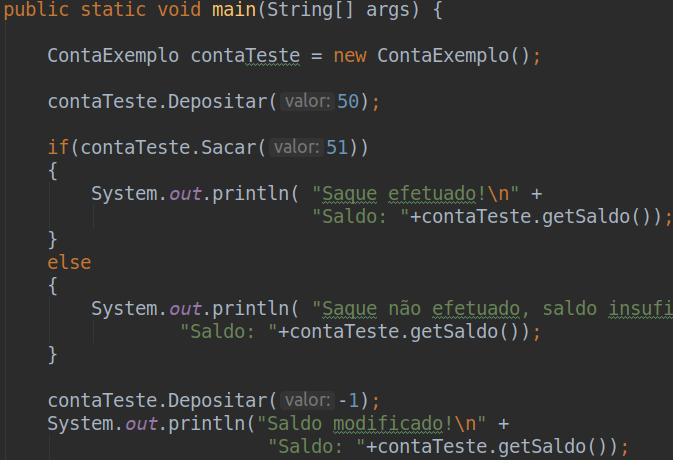 public static void main(String[] args) {
ContaExemplo contaTeste = new ContaExemplo();
contaTeste.Depositar( valor: 50);
if(contaTeste.Sacar( valor: 51))
{
System.out.println( "Saque efetuado!\n" +
"Saldo: "+contaTeste.getSaldo());
}
else
{
System.out.println( "Saque não efetuado, saldo insufi
"Saldo: "+contaTeste.getSaldo());
}
contaTeste.Depositar( valor: -1);
System.out.println("Saldo modificado!\n" +
"Saldo: "+contaTeste.getSaldo());